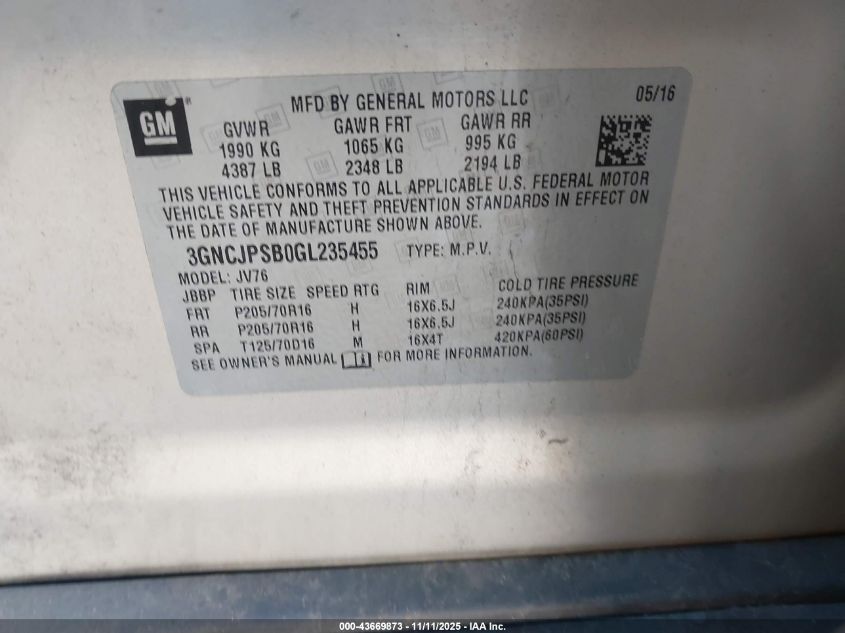 GM
MFD BY GENERAL MOTORS LLC 05/16
GVWR GAWR FRT GAWR RR
1990 KG 1065 KG 995 KG
4387 LB 2348 LB 2194 LB
THIS VEHICLE CONFORMS TO ALL APPLICABLE U.S. FEDERAL MOTOR
VEHICLE SAFETY AND THEFT PREVENTION STANDARDS IN EFFECT ON
THE DATE OF MANUFACTURE SHOWN ABOVE.
3GNCJPSB0GL235455 TYPE: M.P.V.
MODEL: JV76
JBBP TIRE SIZE SPEED RTG RIM COLD TIRE PRESSURE
FRT P205/70R16 H 16X6.5J 240KPA(35PSI)
RR P205/70R16 H 16X6.5J 240KPA(35PSI)
SPA T125/70D16 M 16X4T 420KPA(60PSI)
SEE OWNER'S MANUAL FOR MORE INFORMATION.
000-43669873 - 11/11/2025 - IAA Inc.